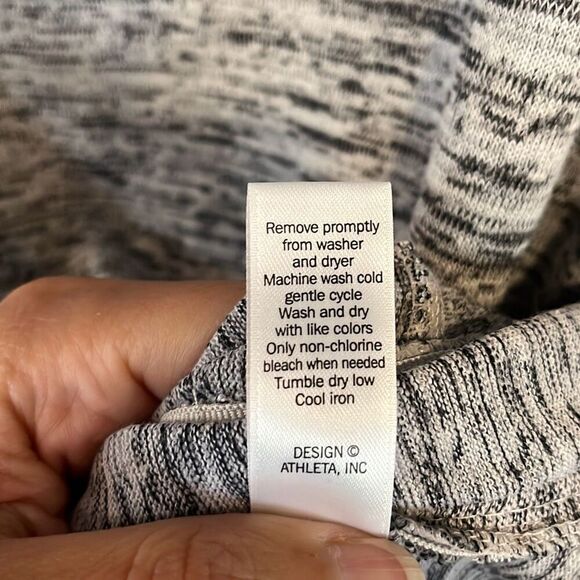 Remove promptly
from washer
and dryer
Machine wash cold
gentle cycle
Wash and dry
with like colors
Only non-chlorine
bleach when needed
Tumble dry low
Cool iron
DESIGN ©
ATHLETA, INC